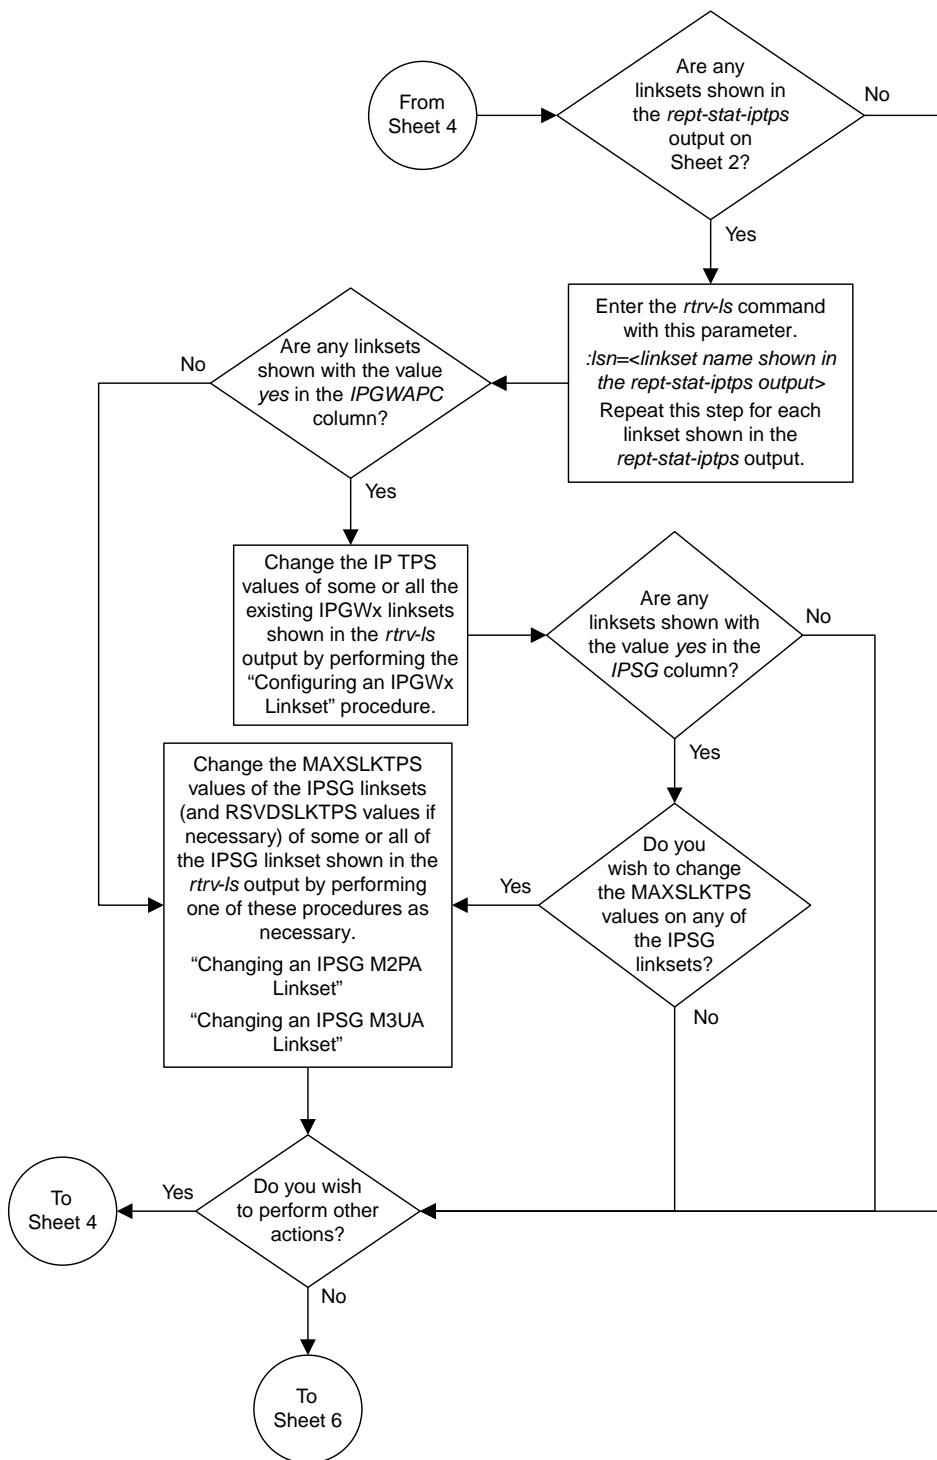 From
Sheet 4
Are any
linksets shown in
the rept-stat-iptps
output on
Sheet 2?
No
Yes
Enter the rtrv-ls command
with this parameter.
:lsn=<linkset name shown in
the rept-stat-iptps output>
Repeat this step for each
linkset shown in the
rept-stat-iptps output.
Are any linksets
shown with the value
yes in the IPGWAPC
column?
No
Yes
Change the IP TPS
values of some or all the
existing IPGWx linksets
shown in the rtrv-ls
output by performing the
“Configuring an IPGWx
Linkset” procedure.
Are any
linksets shown with
the value yes in the
IPSG column?
No
Yes
Do you
wish to change
the MAXSLKTPS
values on any of
the IPSG
linksets?
Yes
No
Change the MAXSLKTPS
values of the IPSG linksets
(and RSVDSLKTPS values if
necessary) of some or all of
the IPSG linkset shown in the
rtrv-ls output by performing
one of these procedures as
necessary.
“Changing an IPSG M2PA
Linkset”
“Changing an IPSG M3UA
Linkset”
Do you wish
to perform other
actions?
Yes
To
Sheet 4
No
To
Sheet 6